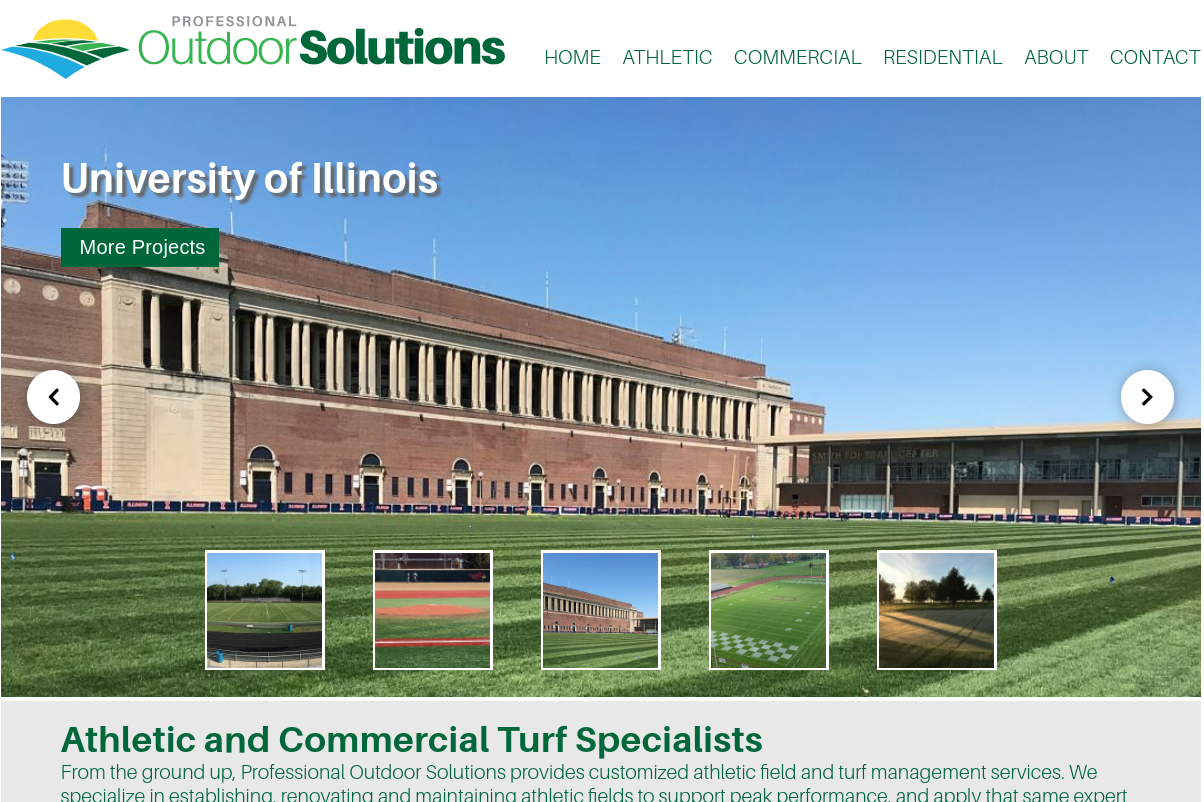 PROFESSIONAL
Outdoor Solutions
HOME ATHLETIC COMMERCIAL RESIDENTIAL ABOUT CONTACT
University of Illinois
More Projects
SMITH FOOTBALL CENTER
Athletic and Commercial Turf Specialists
From the ground up, Professional Outdoor Solutions provides customized athletic field and turf management services. We
specialize in establishing, renovating and maintaining athletic fields to support peak performance, and apply that same expert